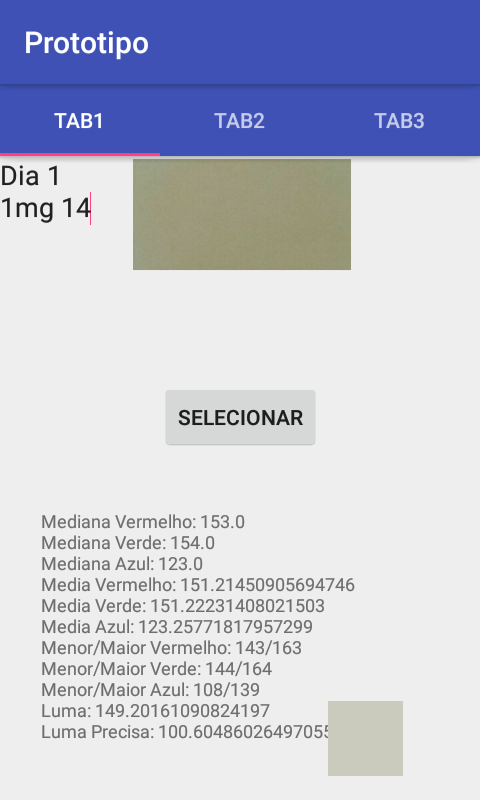 Prototipo
TAB1 TAB2 TAB3
Dia 1
1mg 14
SELECIONAR
Mediana Vermelho: 153.0
Mediana Verde: 154.0
Mediana Azul: 123.0
Media Vermelho: 151.21450905694746
Media Verde: 151.22231408021503
Media Azul: 123.25771817957299
Menor/Maior Vermelho: 143/163
Menor/Maior Verde: 144/164
Menor/Maior Azul: 108/139
Luma: 149.20161090824197
Luma Precisa: 100.60486026497055